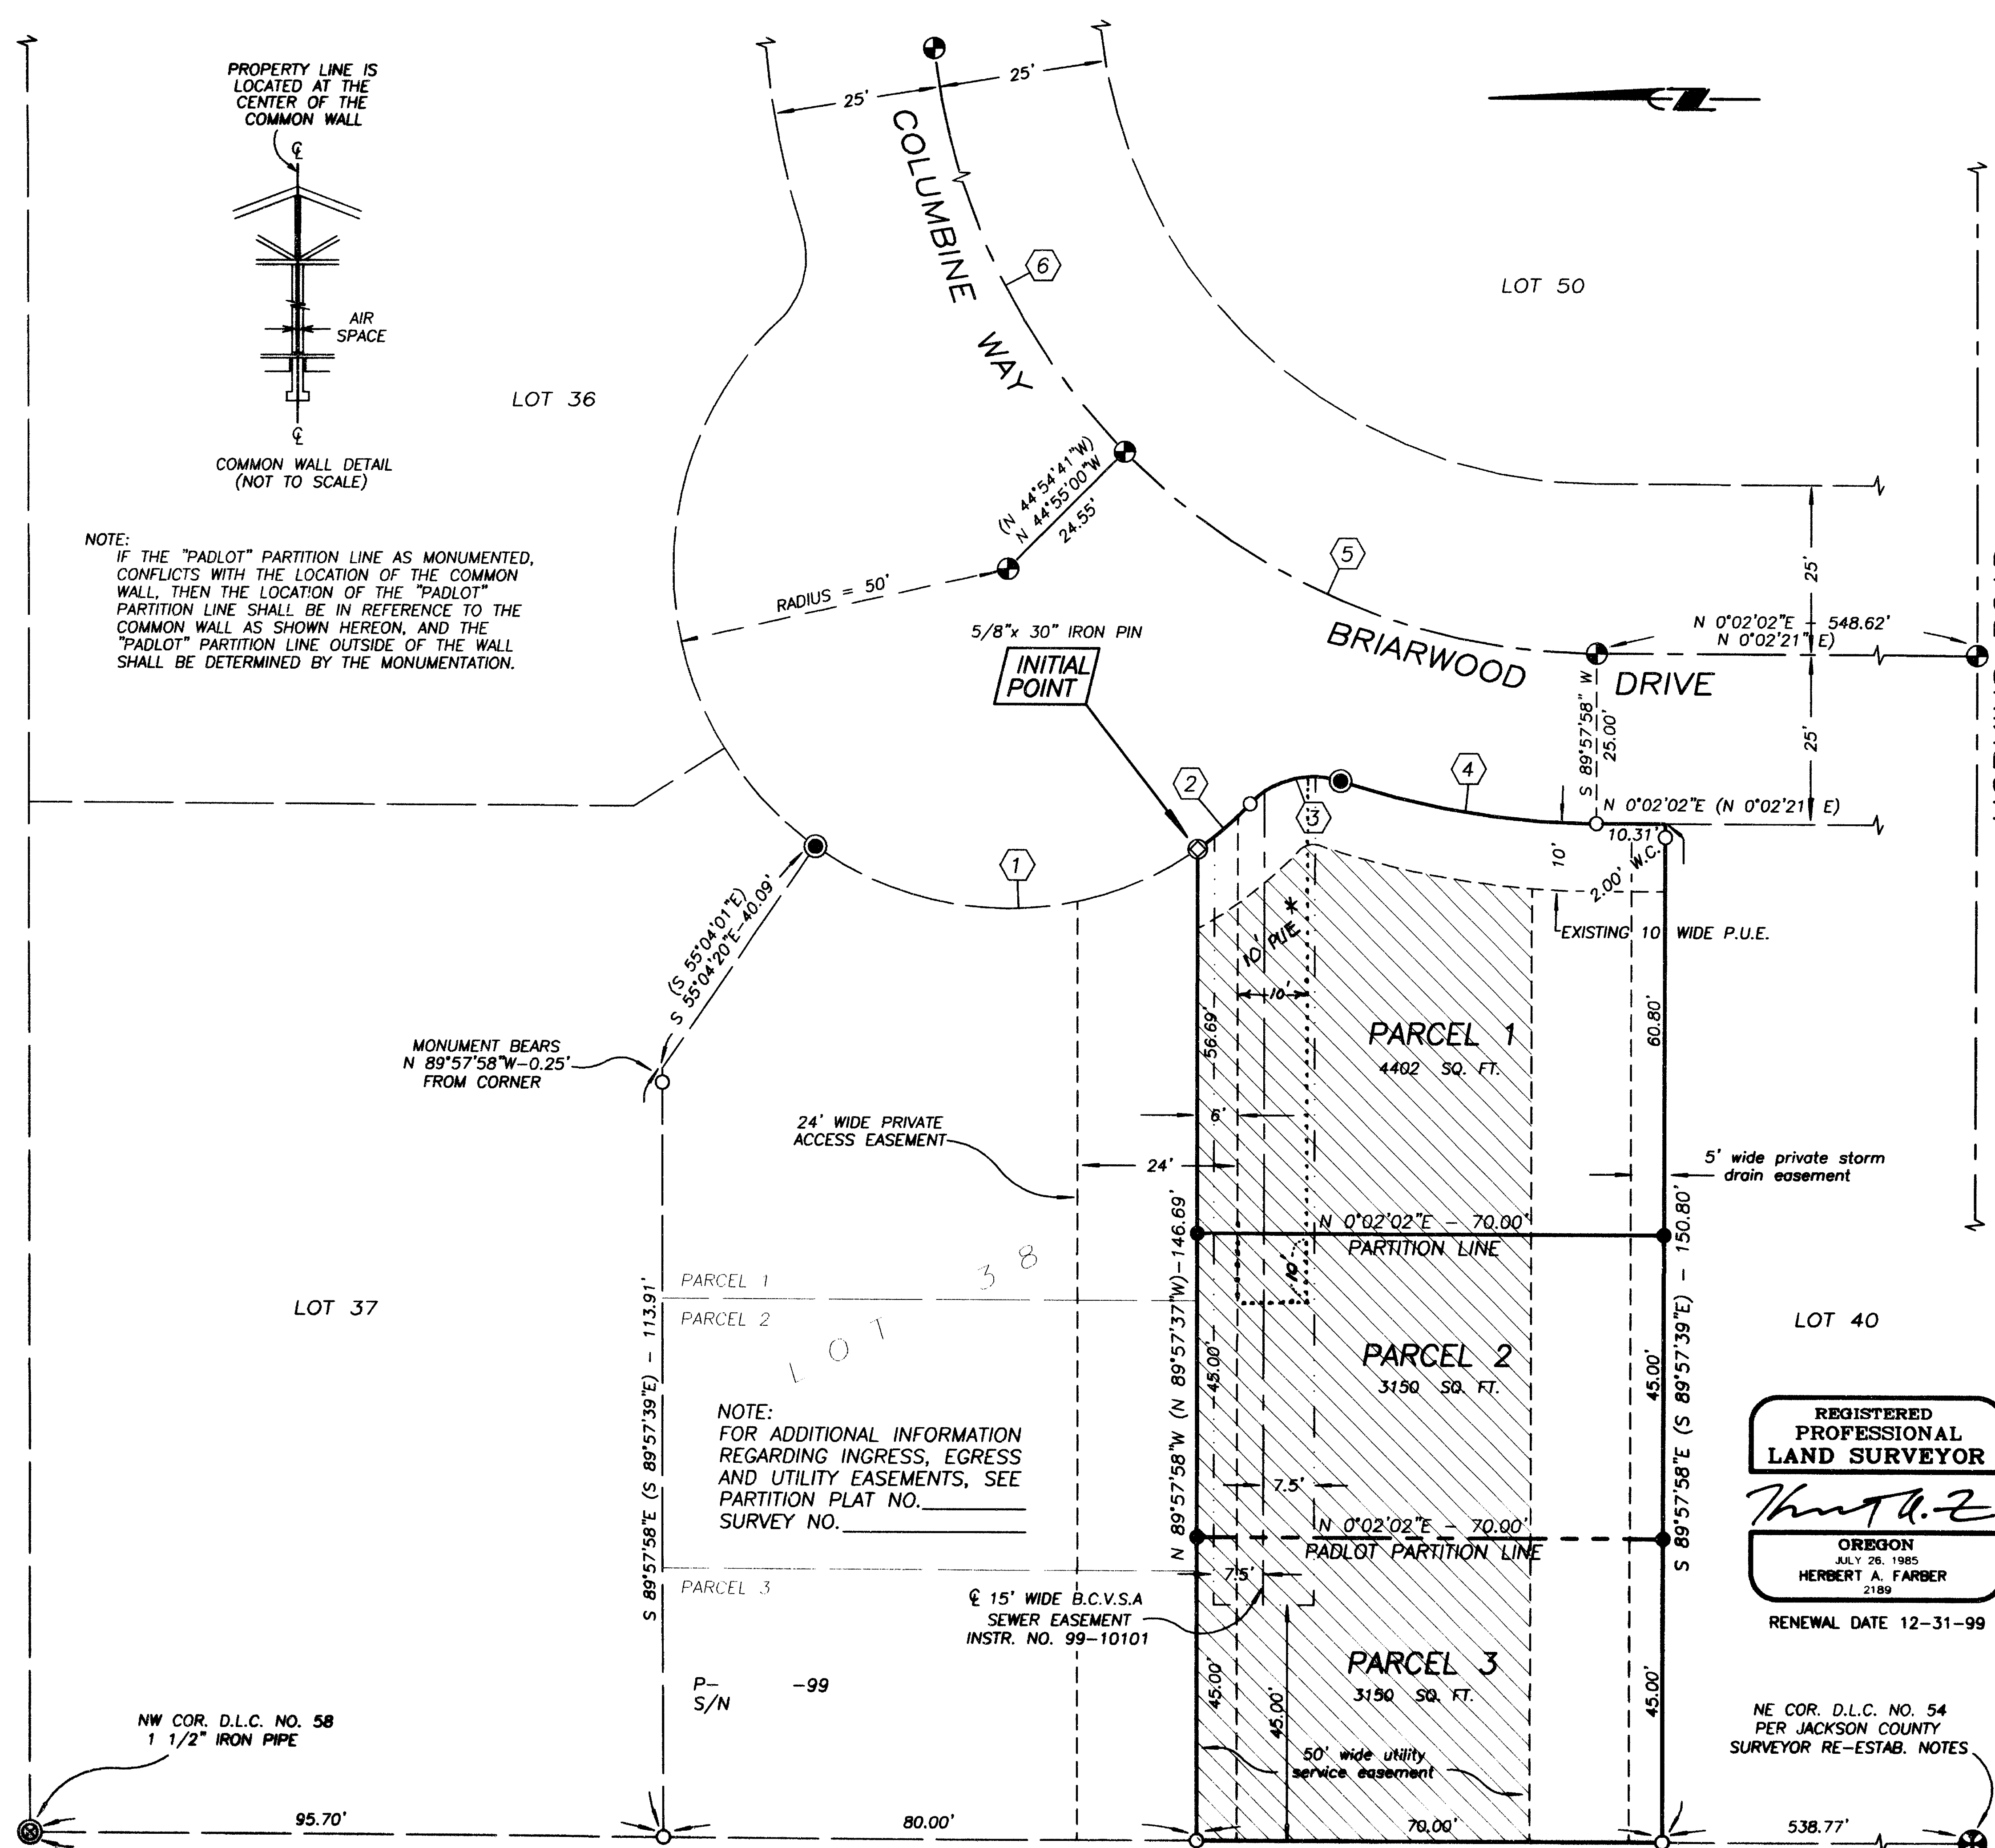 PROPERTY LINE IS
LOCATED AT THE
CENTER OF THE
COMMON WALL
℄
AIR
SPACE
℄
COMMON WALL DETAIL
(NOT TO SCALE)
NOTE:
IF THE "PADLOT" PARTITION LINE AS MONUMENTED,
CONFLICTS WITH THE LOCATION OF THE COMMON
WALL, THEN THE LOCATION OF THE "PADLOT"
PARTITION LINE SHALL BE IN REFERENCE TO THE
COMMON WALL AS SHOWN HEREON, AND THE
"PADLOT" PARTITION LINE OUTSIDE OF THE WALL
SHALL BE DETERMINED BY THE MONUMENTATION.
LOT 36
25'
25'
COLUMBINE WAY
6
LOT 50
(N 44°54'41"W)
N 44°55'00"W
24.55'
RADIUS = 50'
5
25'
N 0°02'02"E - 548.62'
N 0°02'21"E)
BRIARWOOD DRIVE
5/8"x 30" IRON PIN
INITIAL
POINT
S 89°57'58" W
25.00'
25'
2
3
4
N 0°02'02"E (N 0°02'21"E)
10.31'
10'
2.00' W.C.
1
EXISTING 10' WIDE P.U.E.
(S 55°04'01"E)
S 55°04'20"E-40.09'
10' PUE *
10'
MONUMENT BEARS
N 89°57'58"W-0.25'
FROM CORNER
56.69'
PARCEL 1
4402 SQ. FT.
60.80'
24' WIDE PRIVATE
ACCESS EASEMENT
6'
24'
5' wide private storm
drain easement
N 0°02'02"E - 70.00'
PARTITION LINE
10'
N 89°57'58"W (N 89°57'37"W)-146.69'
S 89°57'58"E (S 89°57'39"E) - 150.80'
LOT 37
S 89°57'58"E (S 89°57'39"E) - 113.91'
PARCEL 1
PARCEL 2
LOT 38
45.00'
PARCEL 2
3150 SQ. FT.
45.00'
LOT 40
NOTE:
FOR ADDITIONAL INFORMATION
REGARDING INGRESS, EGRESS
AND UTILITY EASEMENTS, SEE
PARTITION PLAT NO.
SURVEY NO.
7.5'
N 0°02'02"E - 70.00'
PADLOT PARTITION LINE
7.5'
PARCEL 3
℄ 15' WIDE B.C.V.S.A
SEWER EASEMENT
INSTR. NO. 99-10101
REGISTERED
PROFESSIONAL
LAND SURVEYOR
OREGON
JULY 26, 1985
HERBERT A. FARBER
2189
RENEWAL DATE 12-31-99
45.00'
45.00'
PARCEL 3
3150 SQ. FT.
45.00'
P- -99
S/N
50' wide utility
service easement
NW COR. D.L.C. NO. 58
1 1/2" IRON PIPE
NE COR. D.L.C. NO. 54
PER JACKSON COUNTY
SURVEYOR RE-ESTAB. NOTES
95.70'
80.00'
70.00'
538.77'